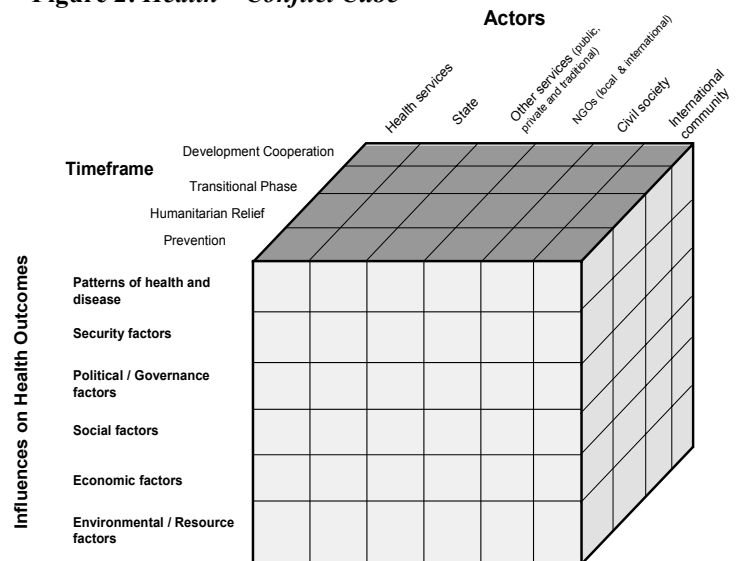 Figure 2: Health – Conflict Cube
Actors
Health services
State
Other services (public,
private and traditional)
NGOs (local & international)
Civil society
International
community
Timeframe
Development Cooperation
Transitional Phase
Humanitarian Relief
Prevention
Influences on Health Outcomes
Patterns of health and
disease
Security factors
Political / Governance
factors
Social factors
Economic factors
Environmental / Resource
factors